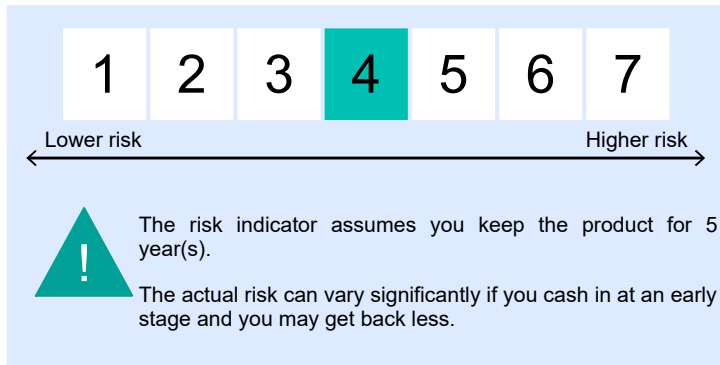 1 2 3 4 5 6 7
Lower risk Higher risk
The risk indicator assumes you keep the product for 5
year(s).
!
The actual risk can vary significantly if you cash in at an early
stage and you may get back less.